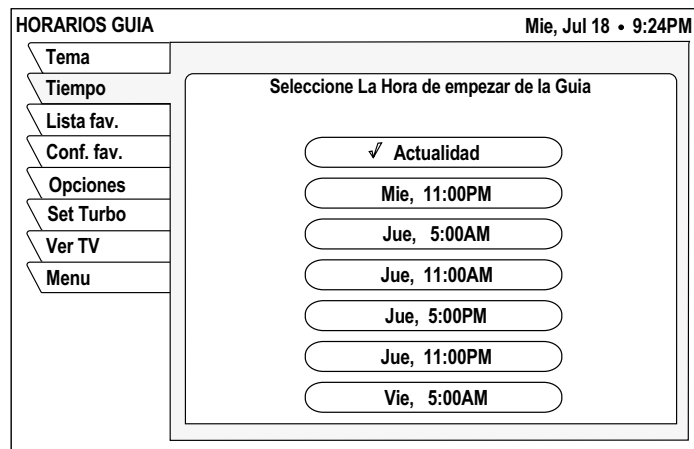 HORARIOS GUIA
Mie, Jul 18 • 9:24PM
Tema
Tiempo
Lista fav.
Conf. fav.
Opciones
Set Turbo
Ver TV
Menu
Seleccione La Hora de empezar de la Guia
√ Actualidad
Mie, 11:00PM
Jue, 5:00AM
Jue, 11:00AM
Jue, 5:00PM
Jue, 11:00PM
Vie, 5:00AM